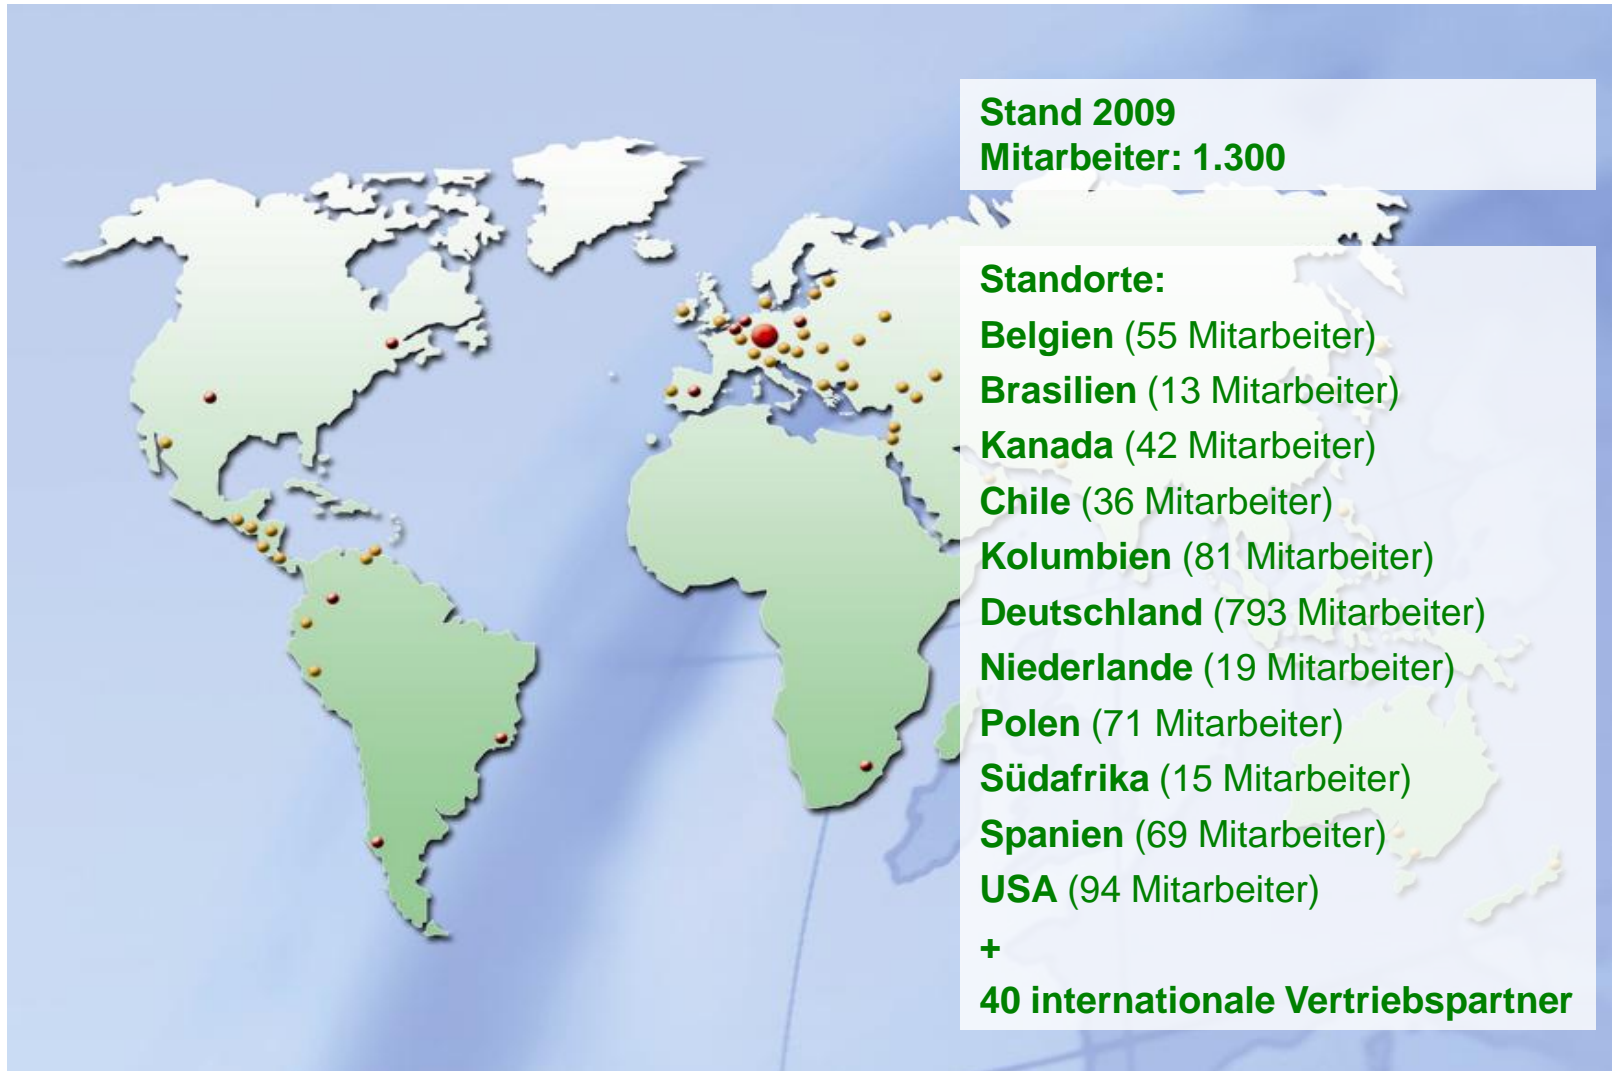 Stand 2009
Mitarbeiter: 1.300
Standorte:
Belgien (55 Mitarbeiter)
Brasilien (13 Mitarbeiter)
Kanada (42 Mitarbeiter)
Chile (36 Mitarbeiter)
Kolumbien (81 Mitarbeiter)
Deutschland (793 Mitarbeiter)
Niederlande (19 Mitarbeiter)
Polen (71 Mitarbeiter)
Südafrika (15 Mitarbeiter)
Spanien (69 Mitarbeiter)
USA (94 Mitarbeiter)
+
40 internationale Vertriebspartner